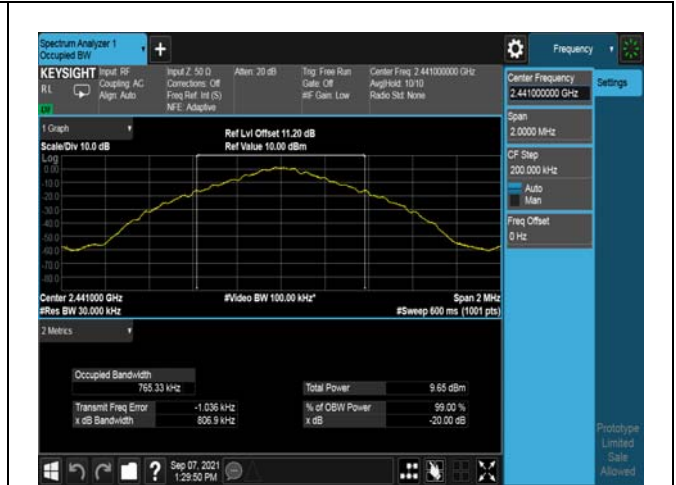 Spectrum Analyzer 1
Occupied BW
Frequency
KEYSIGHT
RL
Input: RF
Coupling: AC
Align: Auto
Input Z: 50 Ω
Corrections: Off
Freq Ref: Int (S)
NFE: Adaptive
Atten: 20 dB
Trig: Free Run
Gate: Off
#IF Gain: Low
Center Freq: 2.441000000 GHz
Avg|Hold: 10/10
Radio Std: None
Center Frequency
2.441000000 GHz
Settings
Span
2.0000 MHz
CF Step
200.000 kHz
Auto
Man
Freq Offset
0 Hz
1 Graph
Scale/Div 10.0 dB
Ref Lvl Offset 11.20 dB
Ref Value 10.00 dBm
Log
0.00
-10.0
-20.0
-30.0
-40.0
-50.0
-60.0
-70.0
-80.0
Center 2.441000 GHz
#Res BW 30.000 kHz
#Video BW 100.00 kHz*
Span 2 MHz
#Sweep 600 ms (1001 pts)
2 Metrics
Occupied Bandwidth
765.33 kHz
Total Power 9.65 dBm
Transmit Freq Error -1.036 kHz
% of OBW Power 99.00 %
x dB Bandwidth 806.9 kHz
x dB -20.00 dB
Prototype
Limited
Sale
Allowed
?
Sep 07, 2021
1:29:50 PM